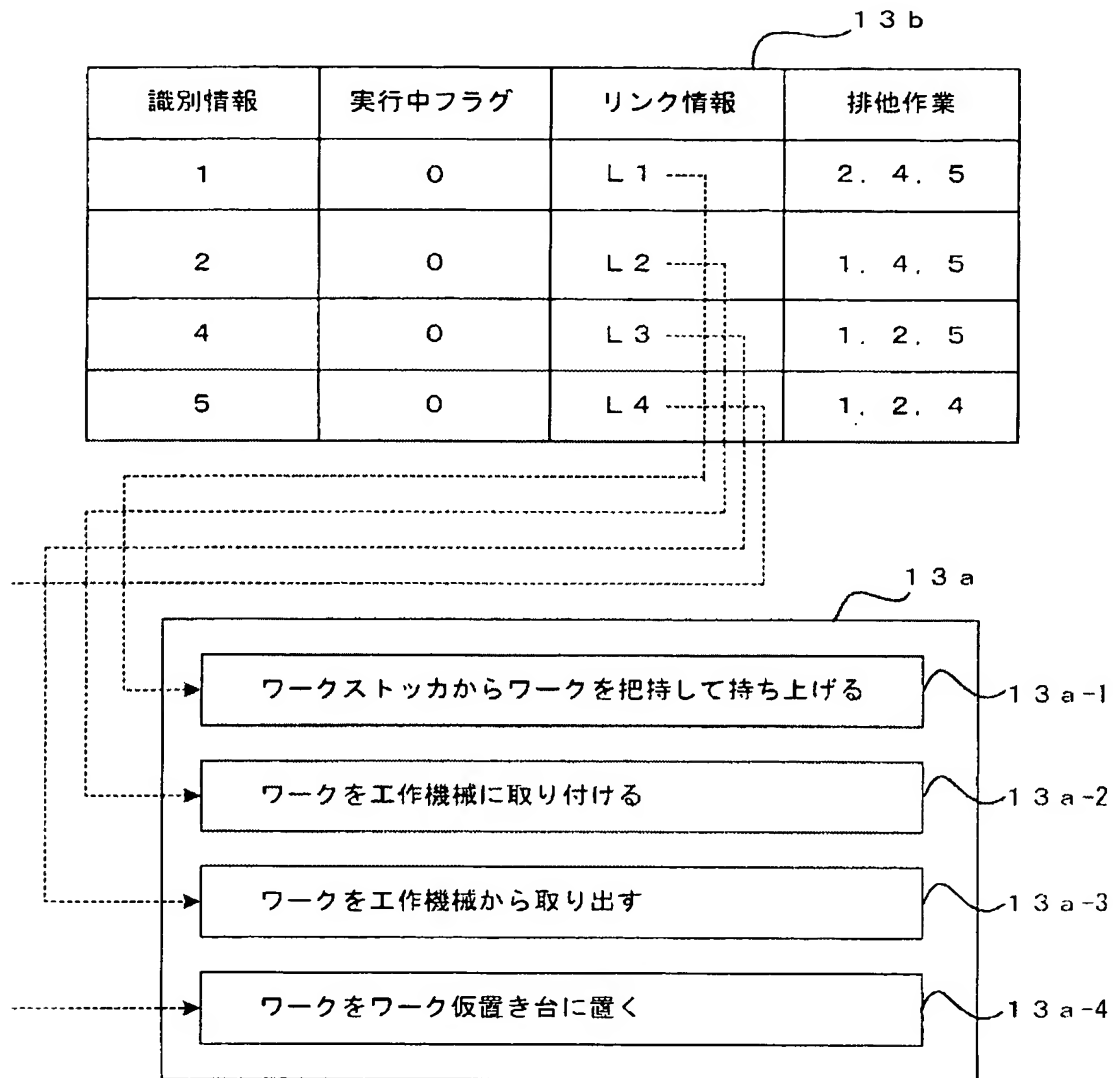 13b
識別情報 実行中フラグ リンク情報 排他作業
1 0 L1 2. 4. 5
2 0 L2 1. 4. 5
4 0 L3 1. 2. 5
5 0 L4 1. 2. 4
13a
ワークストッカからワークを把持して持ち上げる 13a-1
ワークを工作機械に取り付ける 13a-2
ワークを工作機械から取り出す 13a-3
ワークをワーク仮置き台に置く 13a-4